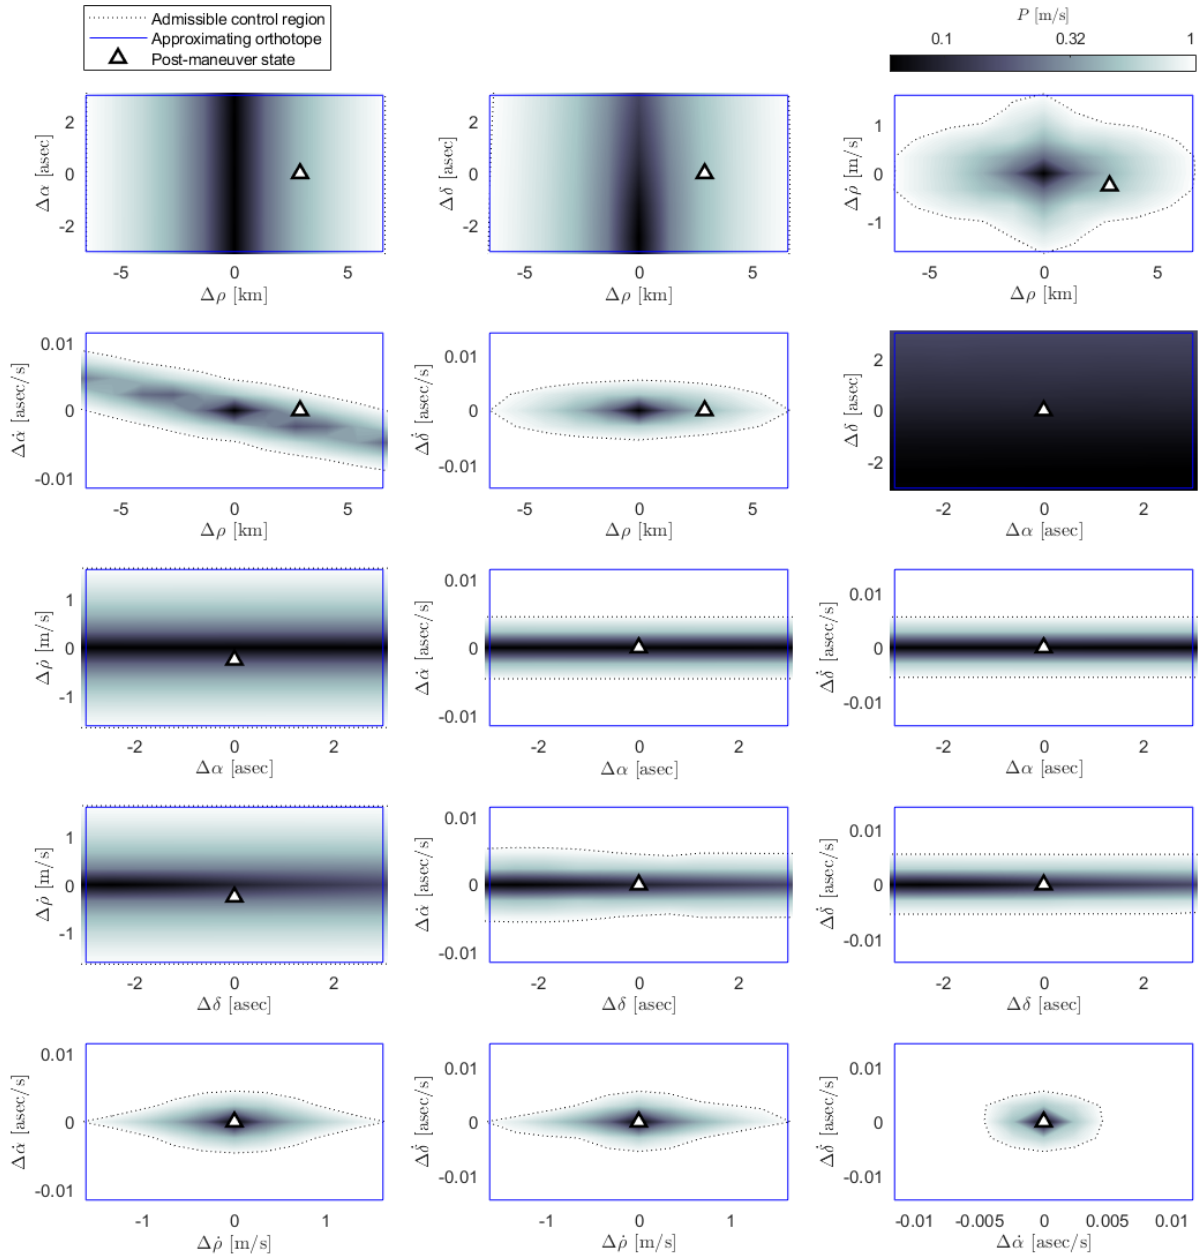 Admissible control region
Approximating orthotope
Post-maneuver state
P [m/s]
0.1 0.32 1
2
0
-2
Δα [asec]
-5 0 5
Δρ [km]
2
0
-2
Δδ [asec]
-5 0 5
Δρ [km]
1
0
-1
Δρ̇ [m/s]
-5 0 5
Δρ [km]
0.01
0
-0.01
Δα̇ [asec/s]
-5 0 5
Δρ [km]
0.01
0
-0.01
Δδ̇ [asec/s]
-5 0 5
Δρ [km]
2
0
-2
Δδ [asec]
-2 0 2
Δα [asec]
1
0
-1
Δρ̇ [m/s]
-2 0 2
Δα [asec]
0.01
0
-0.01
Δα̇ [asec/s]
-2 0 2
Δα [asec]
0.01
0
-0.01
Δδ̇ [asec/s]
-2 0 2
Δα [asec]
1
0
-1
Δρ̇ [m/s]
-2 0 2
Δδ [asec]
0.01
0
-0.01
Δα̇ [asec/s]
-2 0 2
Δδ [asec]
0.01
0
-0.01
Δδ̇ [asec/s]
-2 0 2
Δδ [asec]
0.01
0
-0.01
Δα̇ [asec/s]
-1 0 1
Δρ̇ [m/s]
0.01
0
-0.01
Δδ̇ [asec/s]
-1 0 1
Δρ̇ [m/s]
0.01
0
-0.01
Δδ̇ [asec/s]
-0.01 -0.005 0 0.005 0.01
Δα̇ [asec/s]